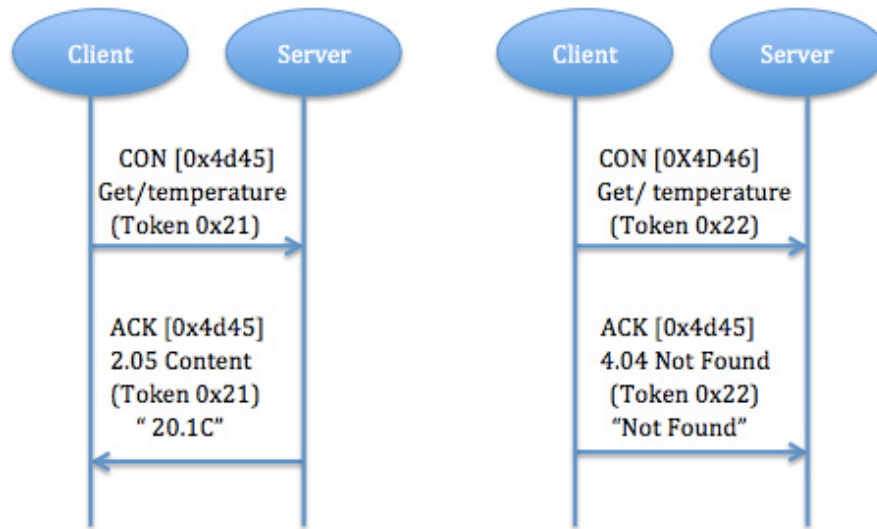 Client
Server
CON [0x4d45]
Get/temperature
(Token 0x21)
ACK [0x4d45]
2.05 Content
(Token 0x21)
“ 20.1C”
Client
Server
CON [0X4D46]
Get/ temperature
(Token 0x22)
ACK [0x4d45]
4.04 Not Found
(Token 0x22)
“Not Found”